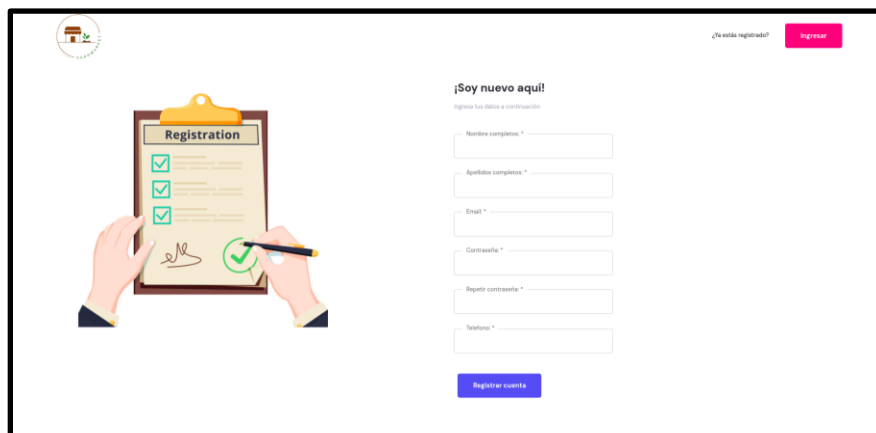 ¿Ya estás registrado?
Ingresar
¡Soy nuevo aquí!
Ingresa tus datos a continuación
Registration
Nombre completos: *
Apellidos completos: *
Email: *
Contraseña: *
Repetir contraseña: *
Telefono: *
Registrar cuenta